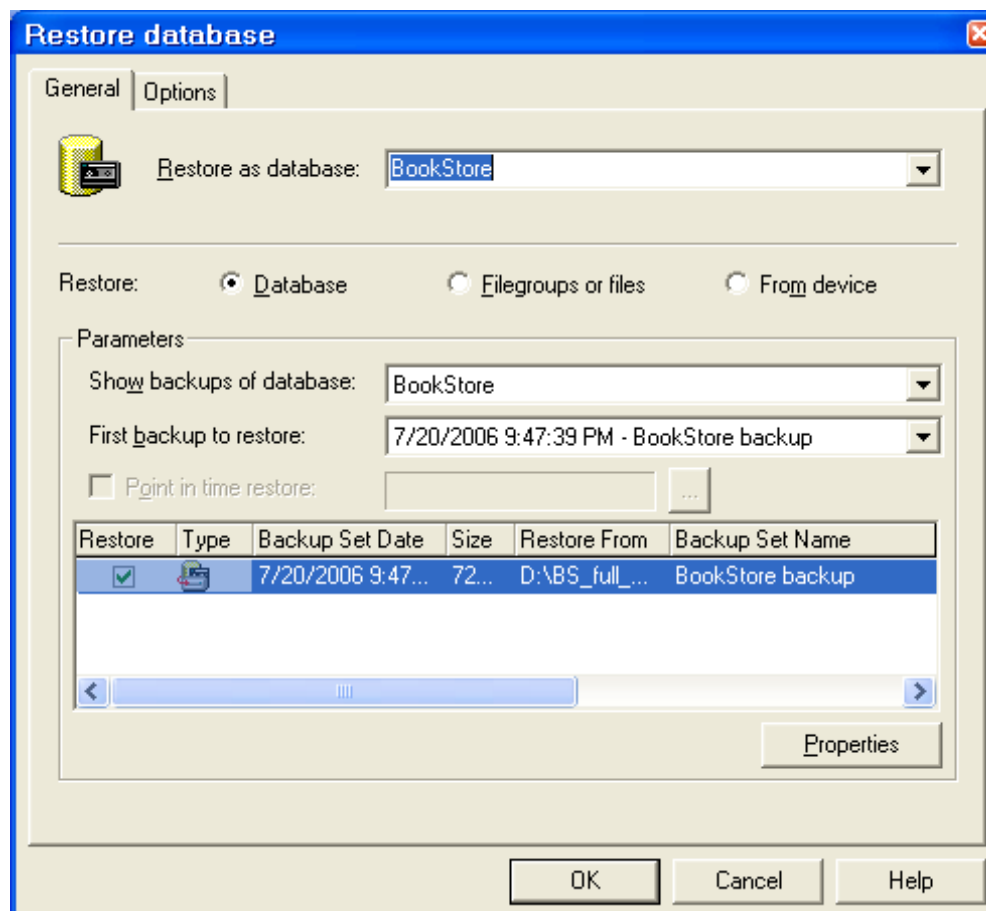 Restore database
General Options
Restore as database: BookStore
Restore: Database Filegroups or files From device
Parameters
Show backups of database: BookStore
First backup to restore: 7/20/2006 9:47:39 PM - BookStore backup
Point in time restore: ...
Restore Type Backup Set Date Size Restore From Backup Set Name
7/20/2006 9:47... 72... D:\BS_full_... BookStore backup
Properties
OK Cancel Help